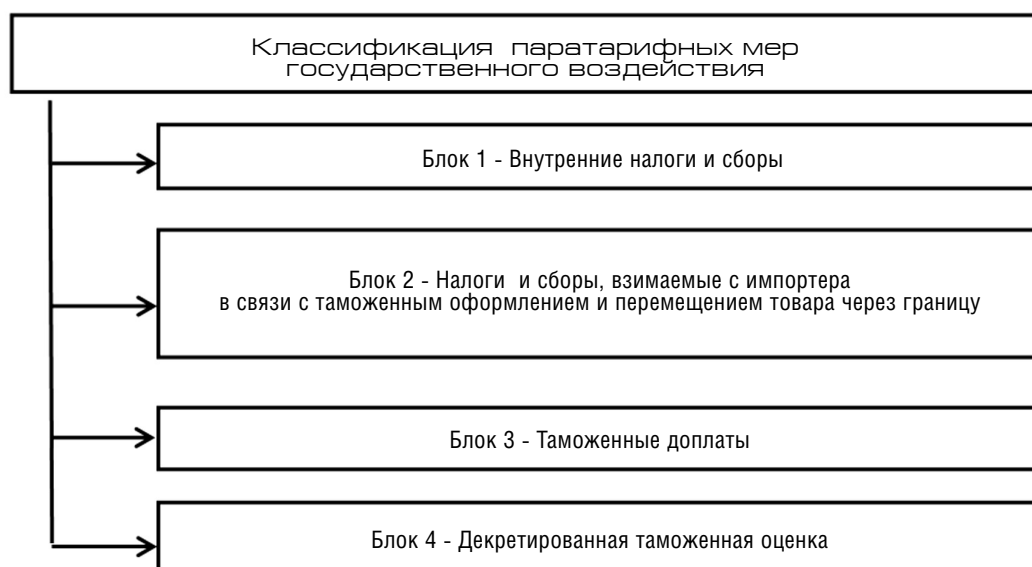 Классификация паратарифных мер
государственного воздействия
Блок 1 - Внутренние налоги и сборы
Блок 2 - Налоги и сборы, взимаемые с импортера
в связи с таможенным оформлением и перемещением товара через границу
Блок 3 - Таможенные доплаты
Блок 4 - Декретированная таможенная оценка